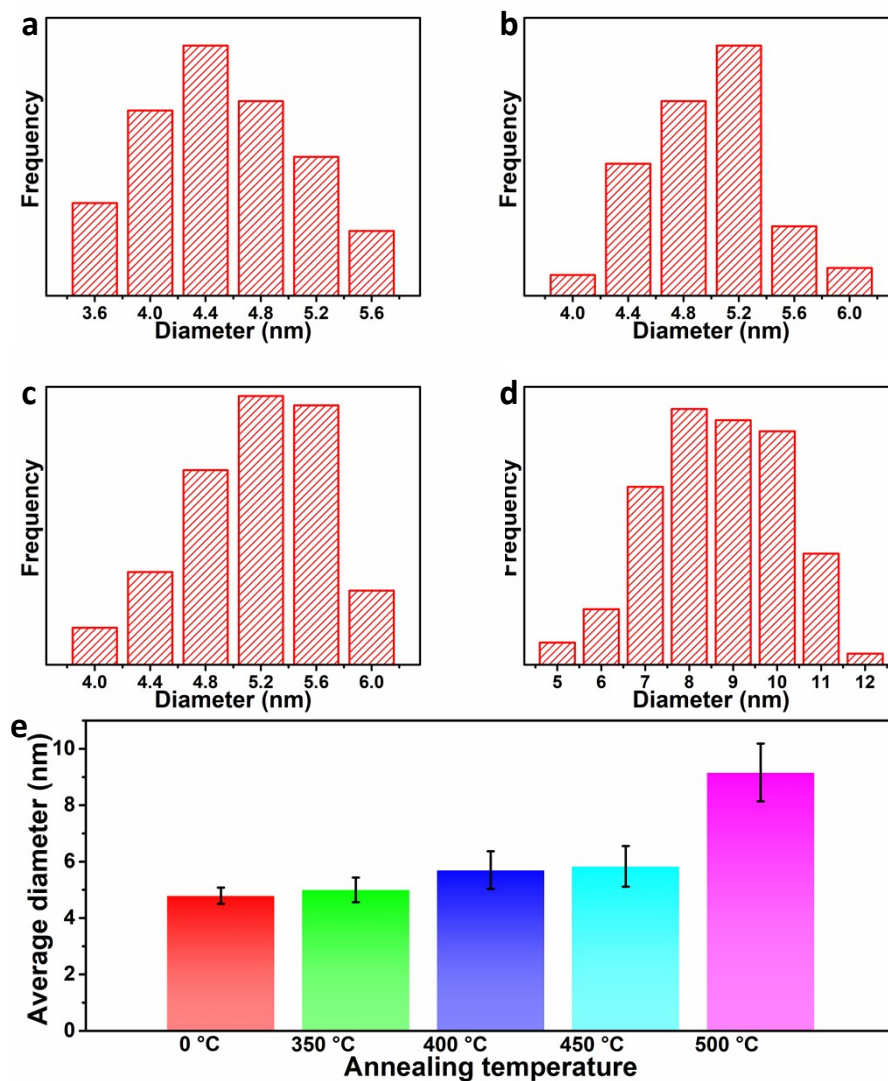 a
Frequency
3.6 4.0 4.4 4.8 5.2 5.6
Diameter (nm)
b
Frequency
4.0 4.4 4.8 5.2 5.6 6.0
Diameter (nm)
c
Frequency
4.0 4.4 4.8 5.2 5.6 6.0
Diameter (nm)
d
Frequency
5 6 7 8 9 10 11 12
Diameter (nm)
e
Average diameter (nm)
10
8
6
4
2
0
0 °C 350 °C 400 °C 450 °C 500 °C
Annealing temperature